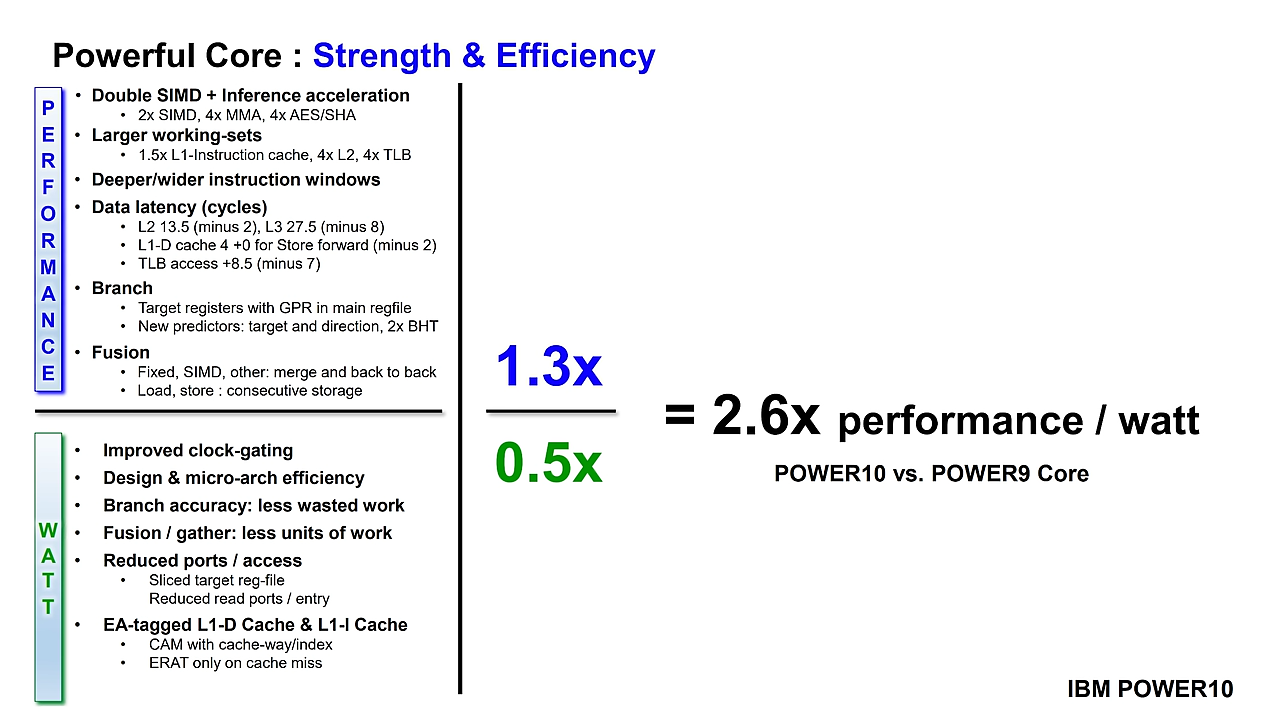 Powerful Core : Strength & Efficiency
PERFORMANCE
• Double SIMD + Inference acceleration
• 2x SIMD, 4x MMA, 4x AES/SHA
• Larger working-sets
• 1.5x L1-Instruction cache, 4x L2, 4x TLB
• Deeper/wider instruction windows
• Data latency (cycles)
• L2 13.5 (minus 2), L3 27.5 (minus 8)
• L1-D cache 4 +0 for Store forward (minus 2)
• TLB access +8.5 (minus 7)
• Branch
• Target registers with GPR in main regfile
• New predictors: target and direction, 2x BHT
• Fusion
• Fixed, SIMD, other: merge and back to back
• Load, store : consecutive storage
WATT
• Improved clock-gating
• Design & micro-arch efficiency
• Branch accuracy: less wasted work
• Fusion / gather: less units of work
• Reduced ports / access
• Sliced target reg-file
Reduced read ports / entry
• EA-tagged L1-D Cache & L1-I Cache
• CAM with cache-way/index
• ERAT only on cache miss
1.3x
0.5x
= 2.6x performance / watt
POWER10 vs. POWER9 Core
IBM POWER10